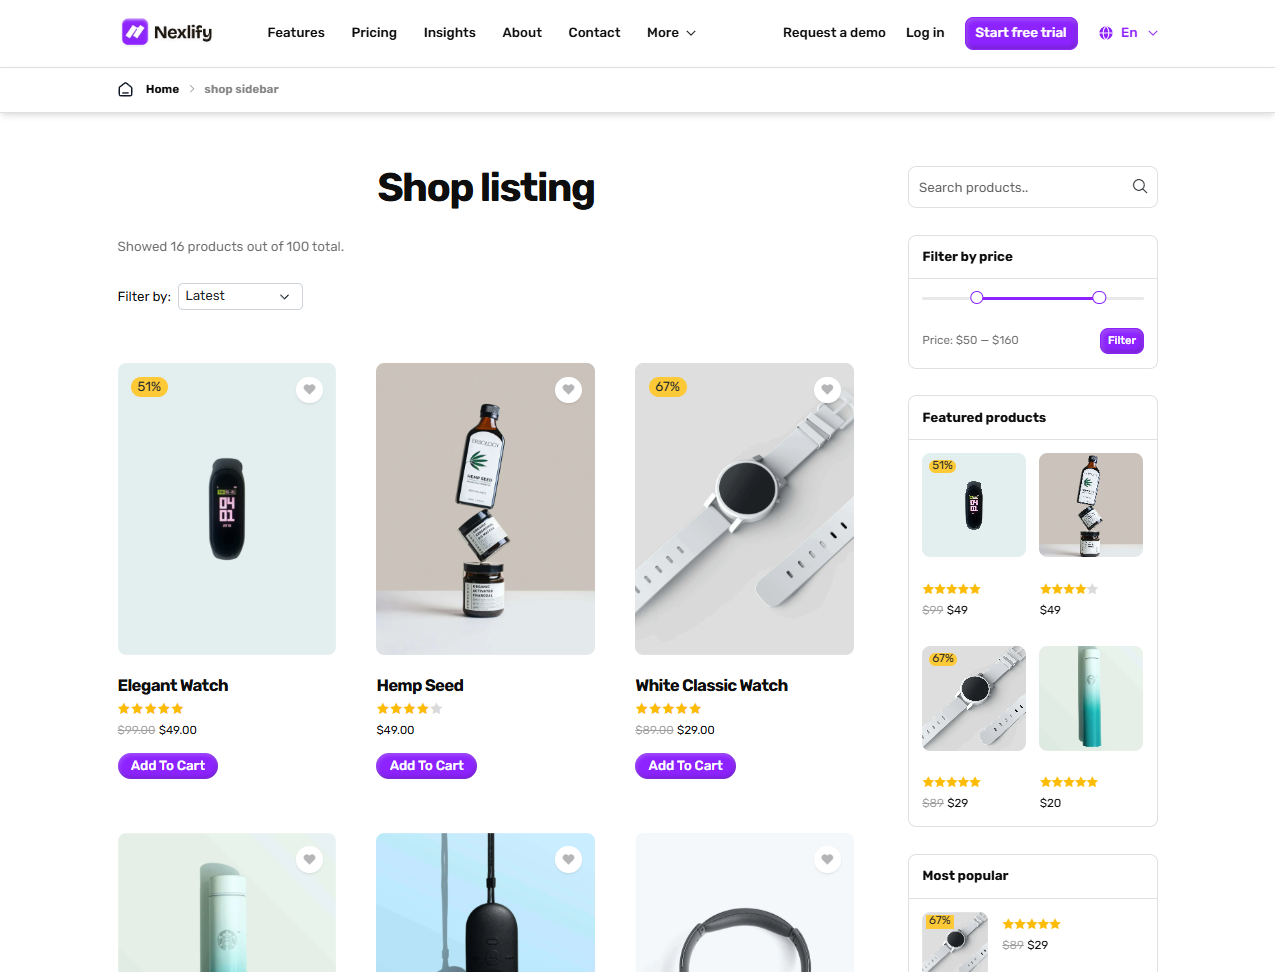 Nexlify
Features Pricing Insights About Contact More
Request a demo Log in Start free trial En
Home shop sidebar
Shop listing
Showed 16 products out of 100 total.
Filter by: Latest
51%
67%
04
01
HEMP SEED
Elegant Watch
$99.00 $49.00
Add To Cart
Hemp Seed
$49.00
Add To Cart
White Classic Watch
$89.00 $29.00
Add To Cart
Search products..
Filter by price
Price: $50 — $160
Filter
Featured products
51%
$99 $49
$49
67%
$89 $29
$20
Most popular
67%
$89 $29